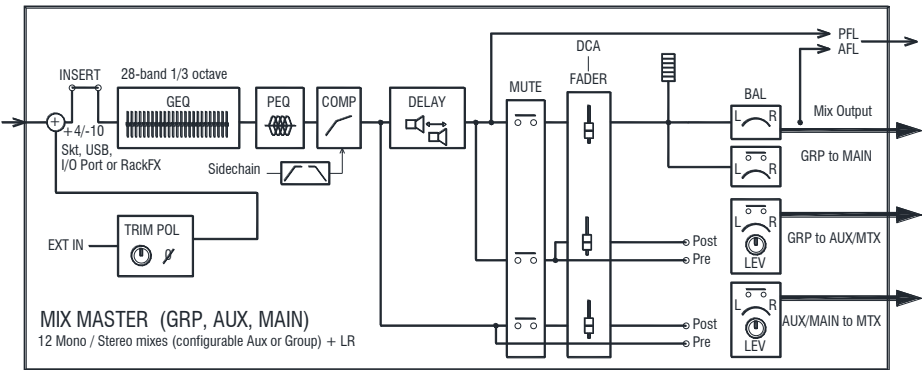 PFL
AFL
DCA
FADER
INSERT
28-band 1/3 octave
MUTE
GEQ
PEQ
COMP
DELAY
BAL
L R
Mix Output
+4/-10
Skt, USB,
I/O Port or RackFX
Sidechain
L R
GRP to MAIN
TRIM POL
EXT IN
L R
LEV
GRP to AUX/MTX
Post
Pre
L R
LEV
AUX/MAIN to MTX
Post
Pre
MIX MASTER (GRP, AUX, MAIN)
12 Mono / Stereo mixes (configurable Aux or Group) + LR